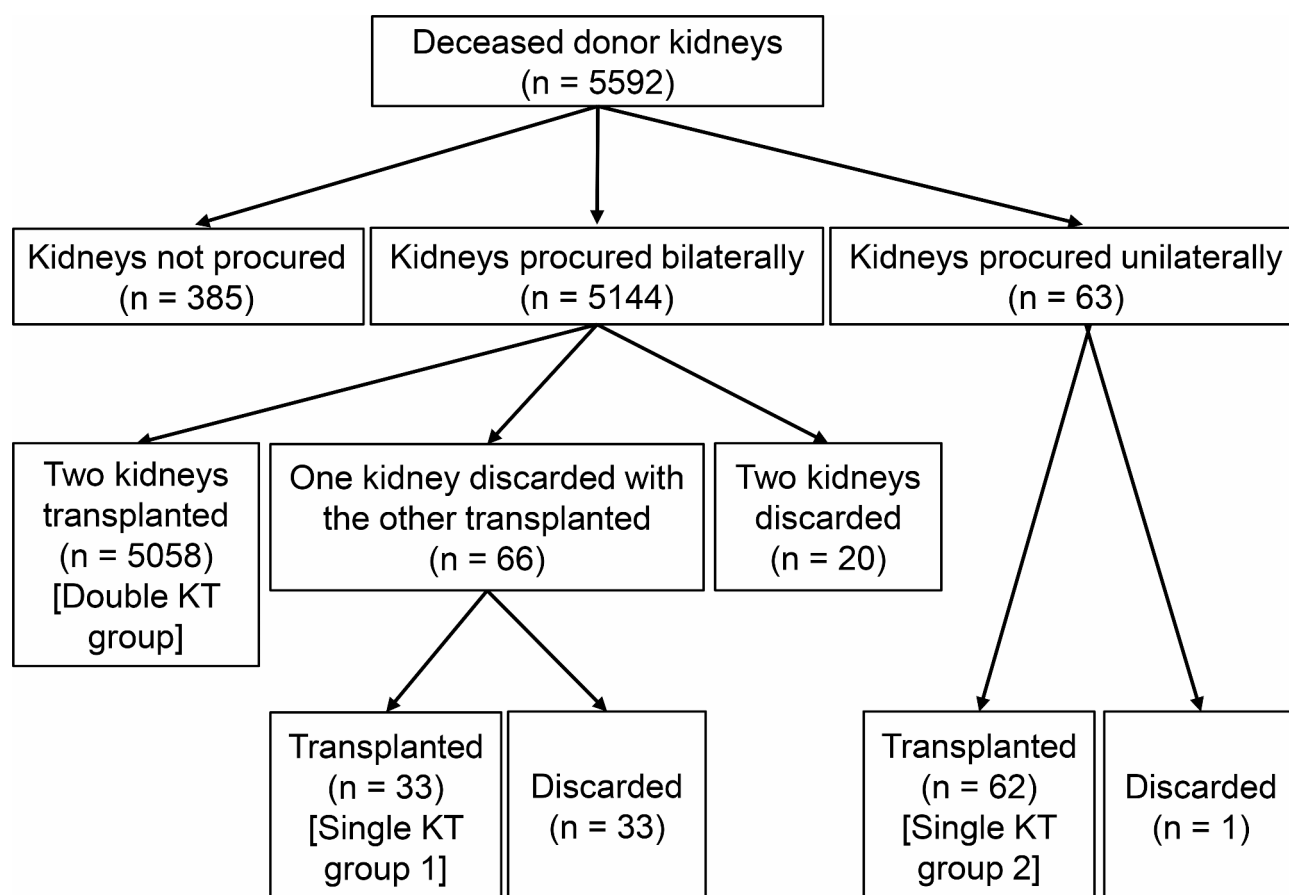 Deceased donor kidneys
(n = 5592)
Kidneys not procured
(n = 385)
Kidneys procured bilaterally
(n = 5144)
Kidneys procured unilaterally
(n = 63)
Two kidneys
transplanted
(n = 5058)
[Double KT
group]
One kidney discarded with
the other transplanted
(n = 66)
Two kidneys
discarded
(n = 20)
Transplanted
(n = 33)
[Single KT
group 1]
Discarded
(n = 33)
Transplanted
(n = 62)
[Single KT
group 2]
Discarded
(n = 1)